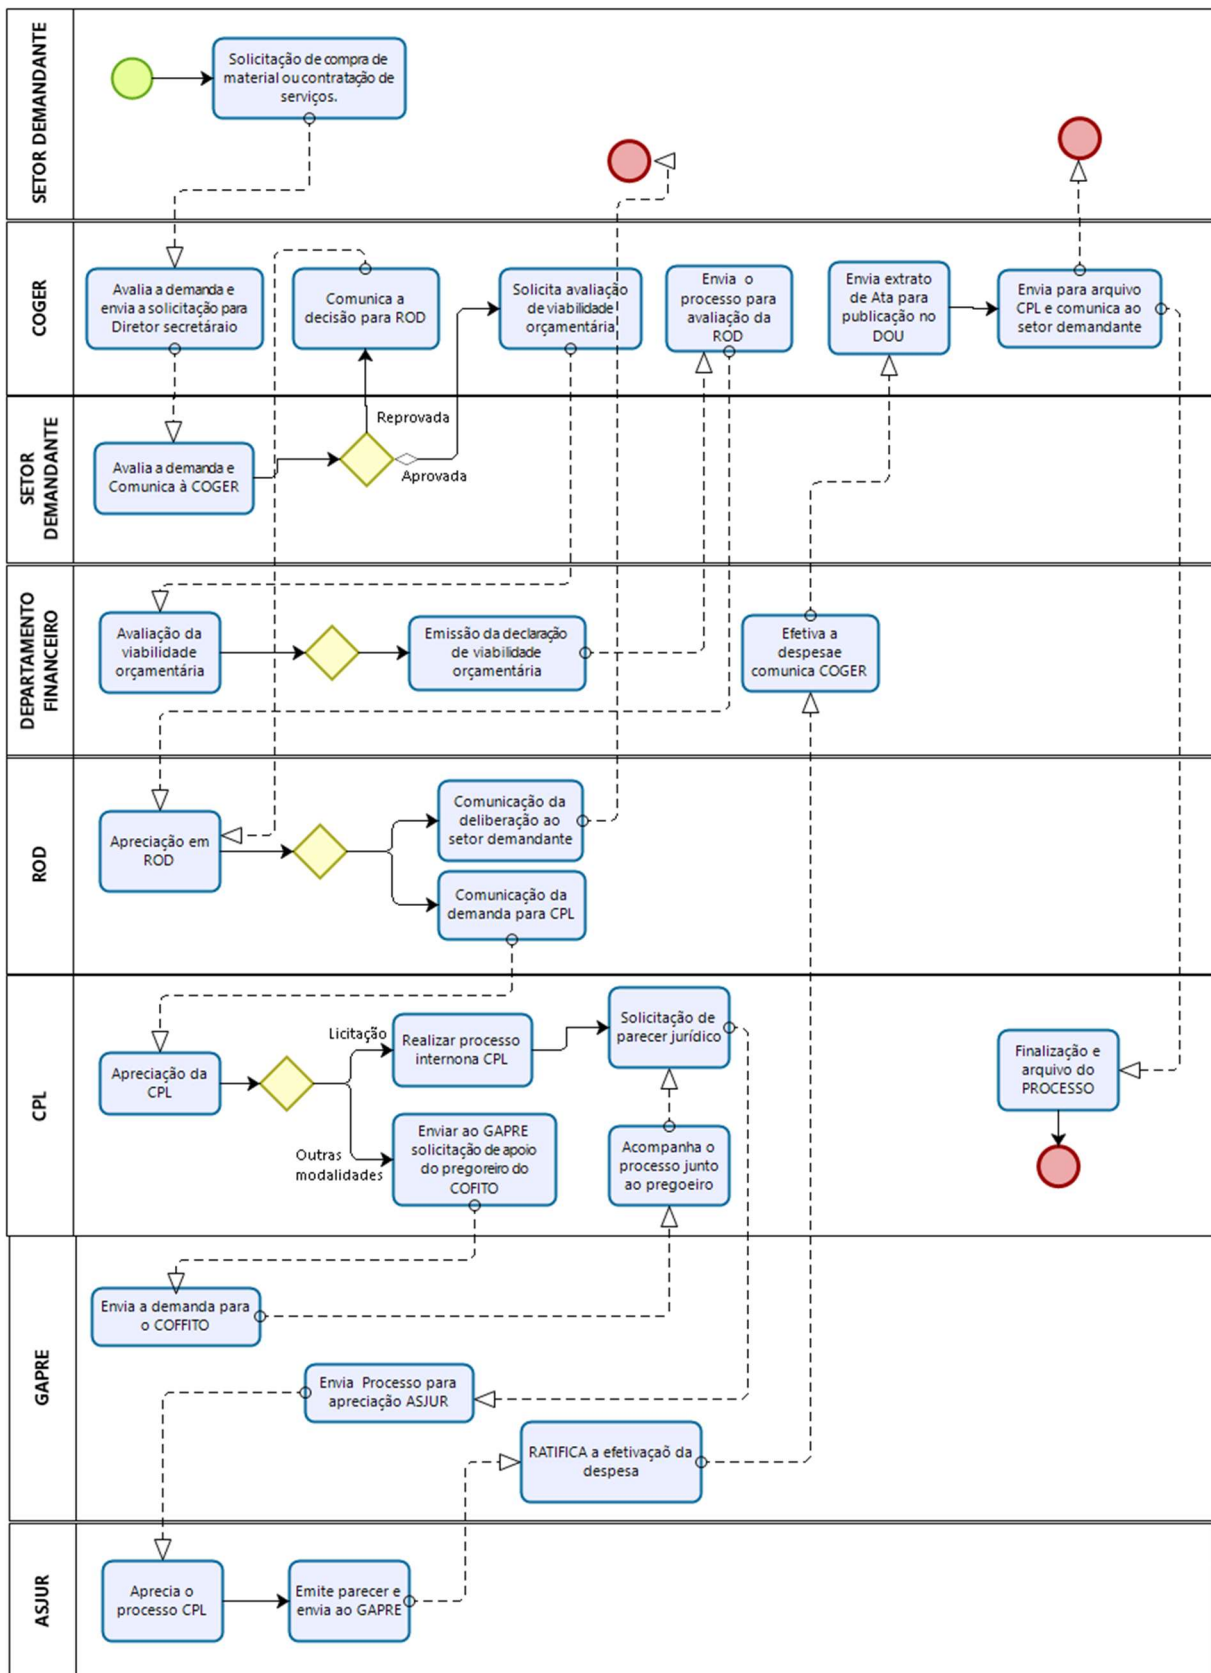 SETOR DEMANDANTE
Solicitação de compra de
material ou contratação de
serviços.
COGER
Avalia a demanda e
envia a solicitação para
Diretor secretáraio
Comunica a
decisão para ROD
Solicita avaliação
de viabilidade
orçamentária
Envia o
processo para
avaliação da
ROD
Envia extrato
de Ata para
publicação no
DOU
Envia para arquivo
CPL e comunica ao
setor demandante
SETOR
DEMANDANTE
Avalia a demanda e
Comunica à COGER
Reprovada
Aprovada
DEPARTAMENTO
FINANCEIRO
Avaliação da
viabilidade
orçamentária
Emissão da declaração
de viabilidade
orçamentária
Efetiva a
despesae
comunica COGER
ROD
Apreciação em
ROD
Comunicação da
deliberação ao
setor demandante
Comunicação da
demanda para CPL
CPL
Apreciação da
CPL
Licitação
Outras
modalidades
Realizar processo
internona CPL
Enviar ao GAPRE
solicitação de apoio
do pregoreiro do
COFITO
Solicitação de
parecer jurídico
Acompanha o
processo junto
ao pregoeiro
Finalização e
arquivo do
PROCESSO
GAPRE
Envia a demanda para
o COFFITO
Envia Processo para
apreciação ASJUR
RATIFICA a efetivaçaõ da
despesa
ASJUR
Aprecia o
processo CPL
Emite parecer e
envia ao GAPRE